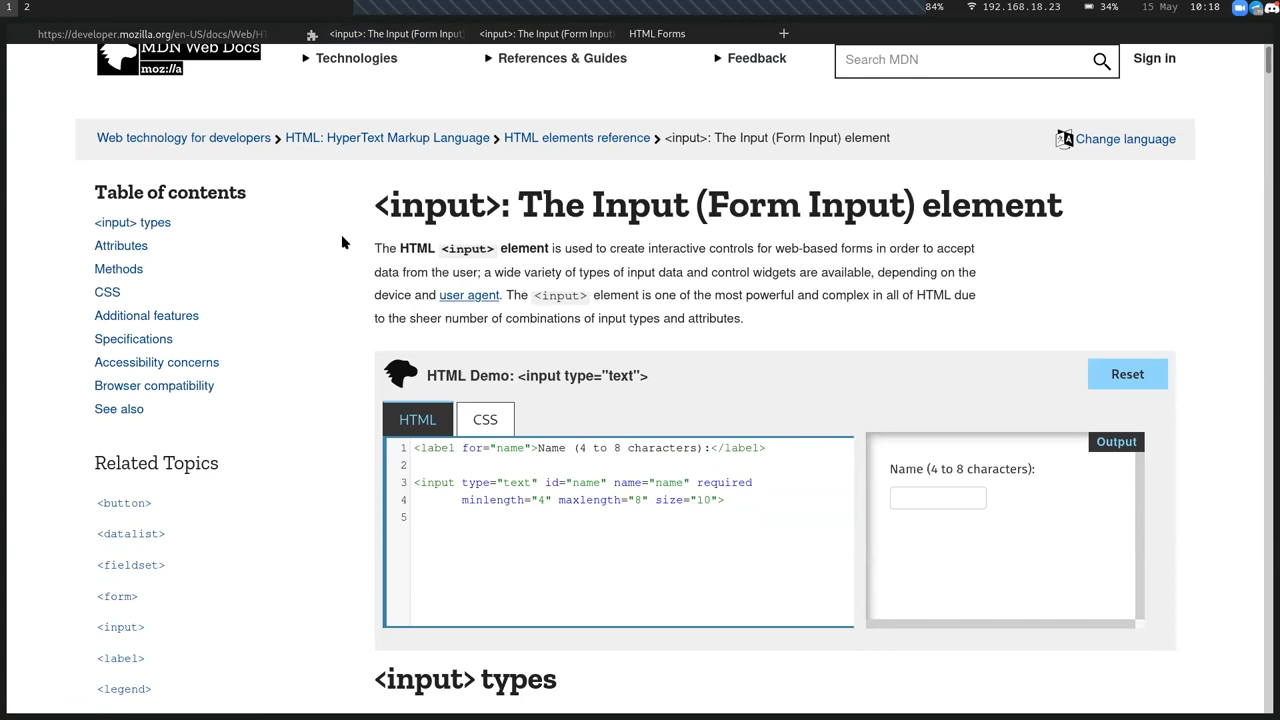 1 2 84% 192.168.18.23 34% 15 May 10:18
https://developer.mozilla.org/en-US/docs/Web/HT <input>: The Input (Form Input <input>: The Input (Form Input HTML Forms +
MDN Web Docs
moz://a
Technologies
References & Guides
Feedback
Search MDN
Sign in
Web technology for developers HTML: HyperText Markup Language HTML elements reference <input>: The Input (Form Input) element
Change language
Table of contents
<input> types
Attributes
Methods
CSS
Additional features
Specifications
Accessibility concerns
Browser compatibility
See also
Related Topics
<button>
<datalist>
<fieldset>
<form>
<input>
<label>
<legend>
<input>: The Input (Form Input) element
The HTML <input> element is used to create interactive controls for web-based forms in order to accept
data from the user; a wide variety of types of input data and control widgets are available, depending on the
device and user agent. The <input> element is one of the most powerful and complex in all of HTML due
to the sheer number of combinations of input types and attributes.
HTML Demo: <input type="text">
Reset
HTML CSS
1 <label for="name">Name (4 to 8 characters):</label>
2
3 <input type="text" id="name" name="name" required
4 minlength="4" maxlength="8" size="10">
5
Output
Name (4 to 8 characters):
<input> types